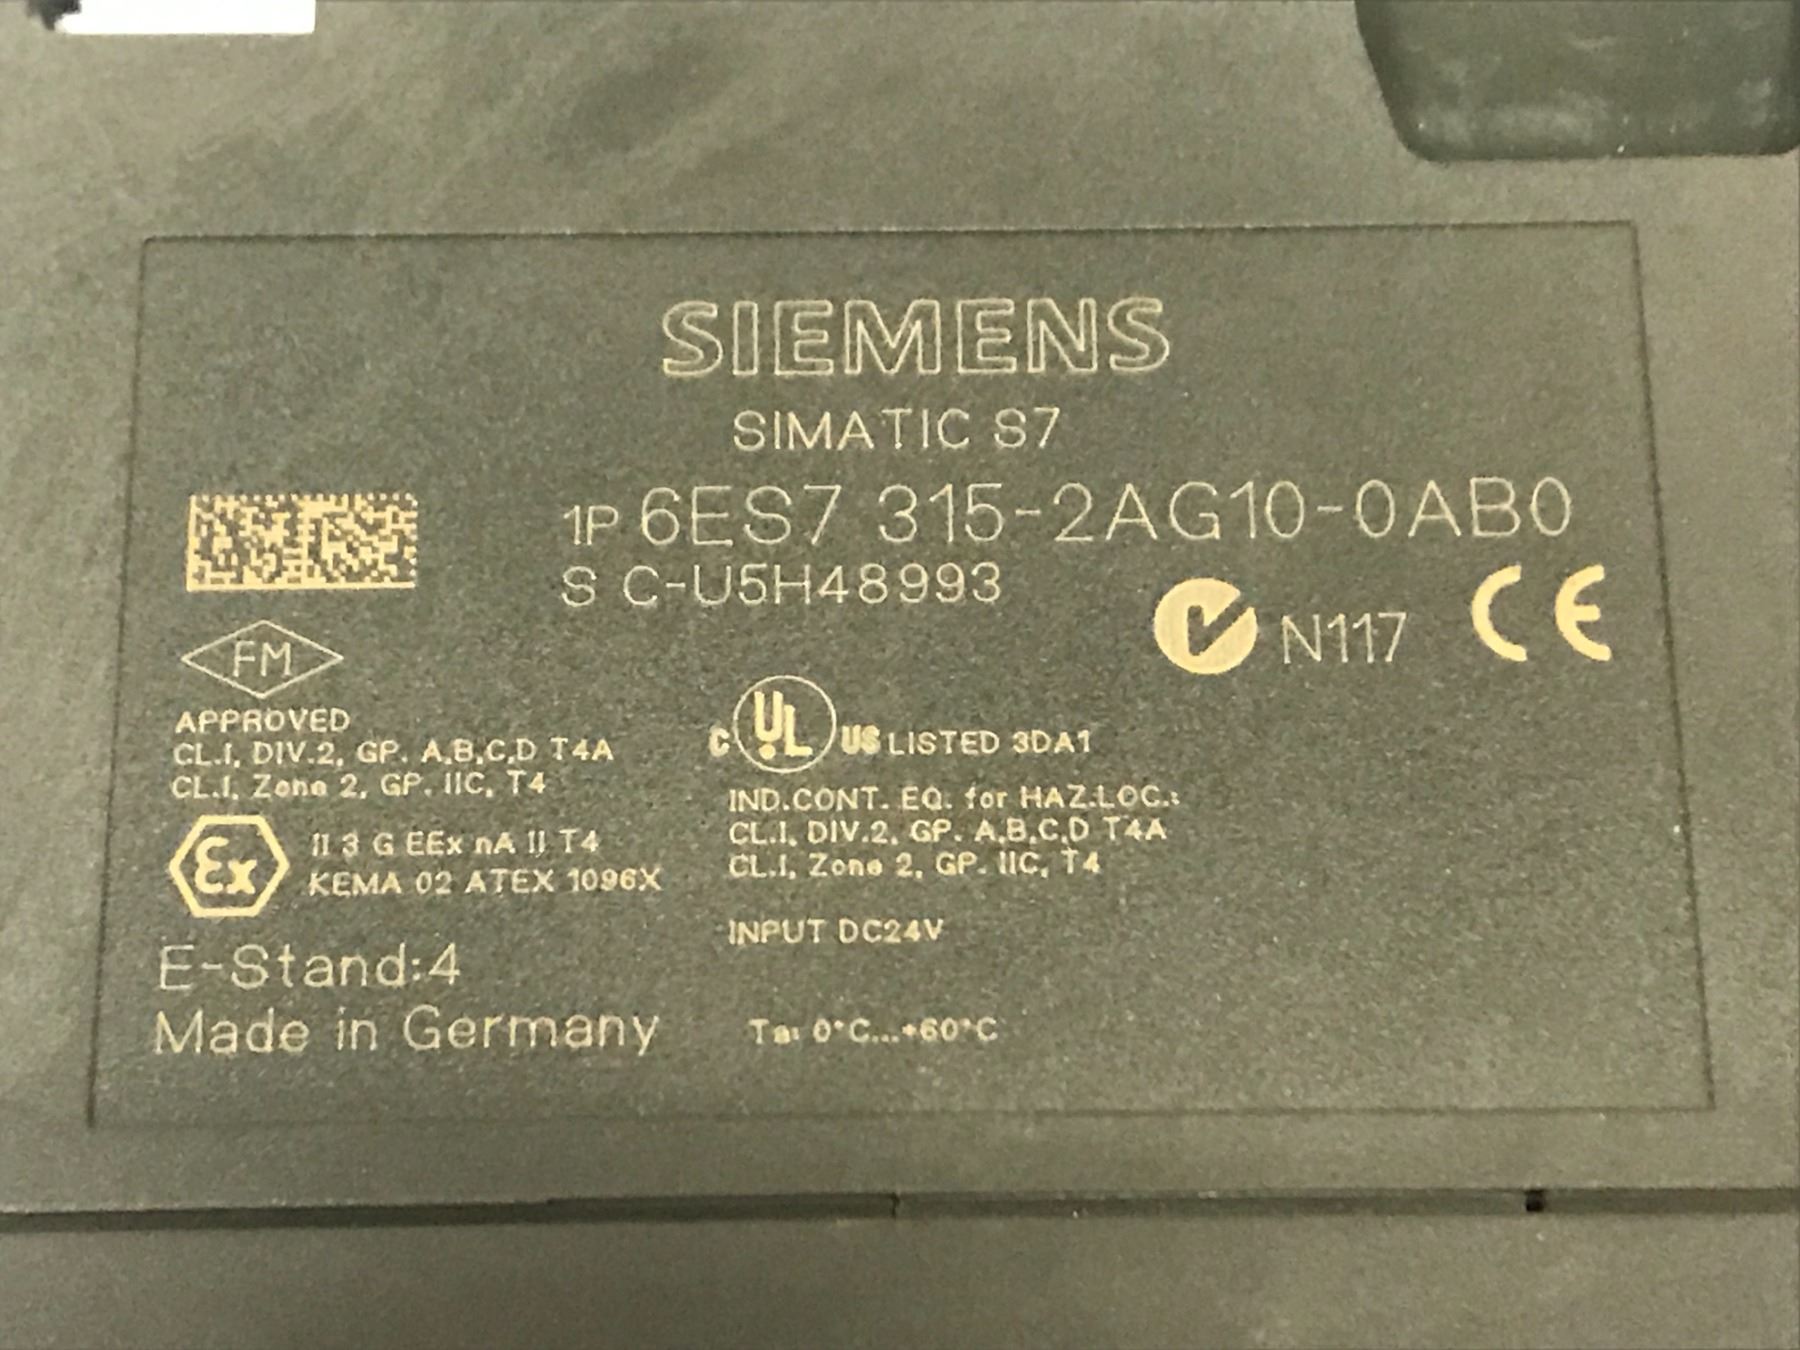 SIEMENS
SIMATIC S7
1P 6ES7 315-2AG10-0AB0
S C-U5H48993
N117 CE
FM
APPROVED
CL.I, DIV.2, GP. A,B,C,D T4A
CL.I, Zone 2, GP. IIC, T4
Ex II 3 G EEx nA II T4
KEMA 02 ATEX 1096X
E-Stand:4
Made in Germany
C UL US LISTED 3DA1
IND.CONT. EQ. for HAZ.LOC.:
CL.I, DIV.2, GP. A,B,C,D T4A
CL.I, Zone 2, GP. IIC, T4
INPUT DC24V
Ta: 0°C...+60°C